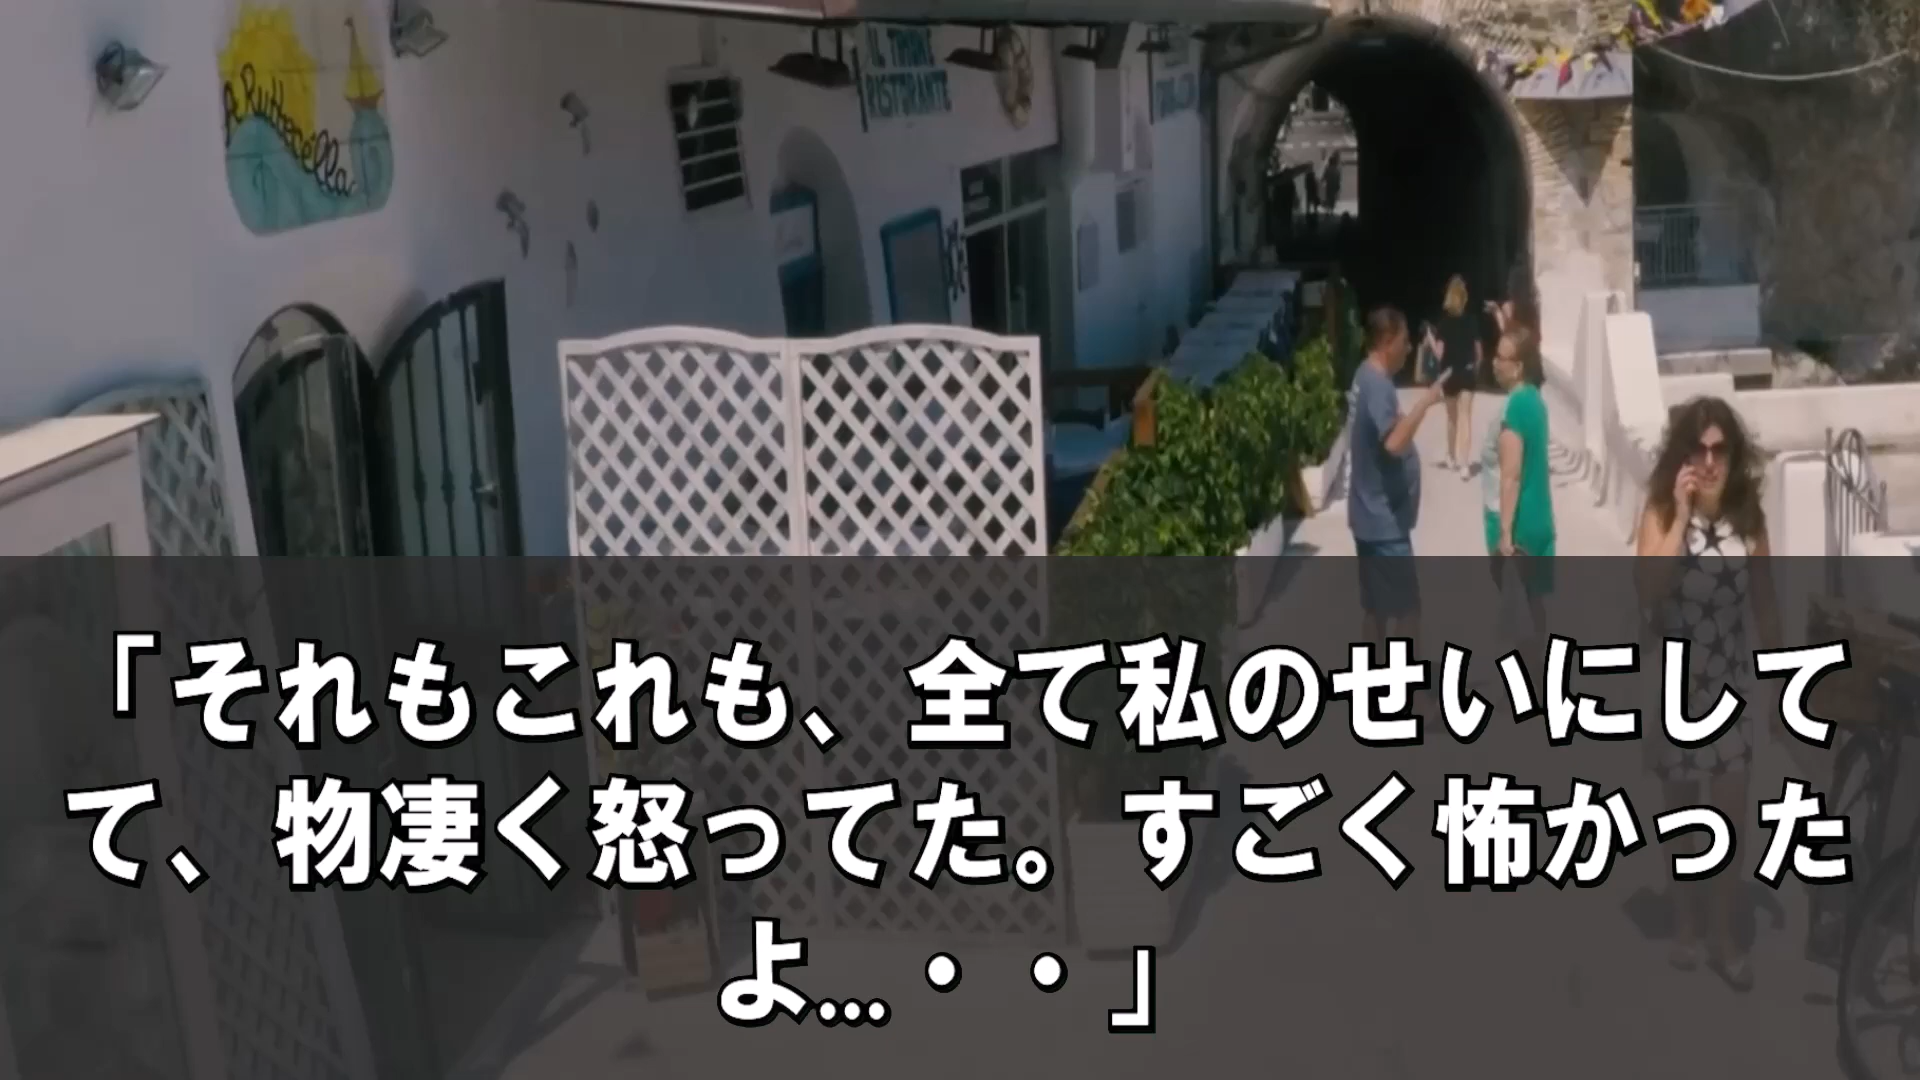 A Ruttecella
IL TIMONE
RISTORANTE
「それもこれも、全て私のせいにして
て、物凄く怒ってた。すごく怖かった
よ...・・」